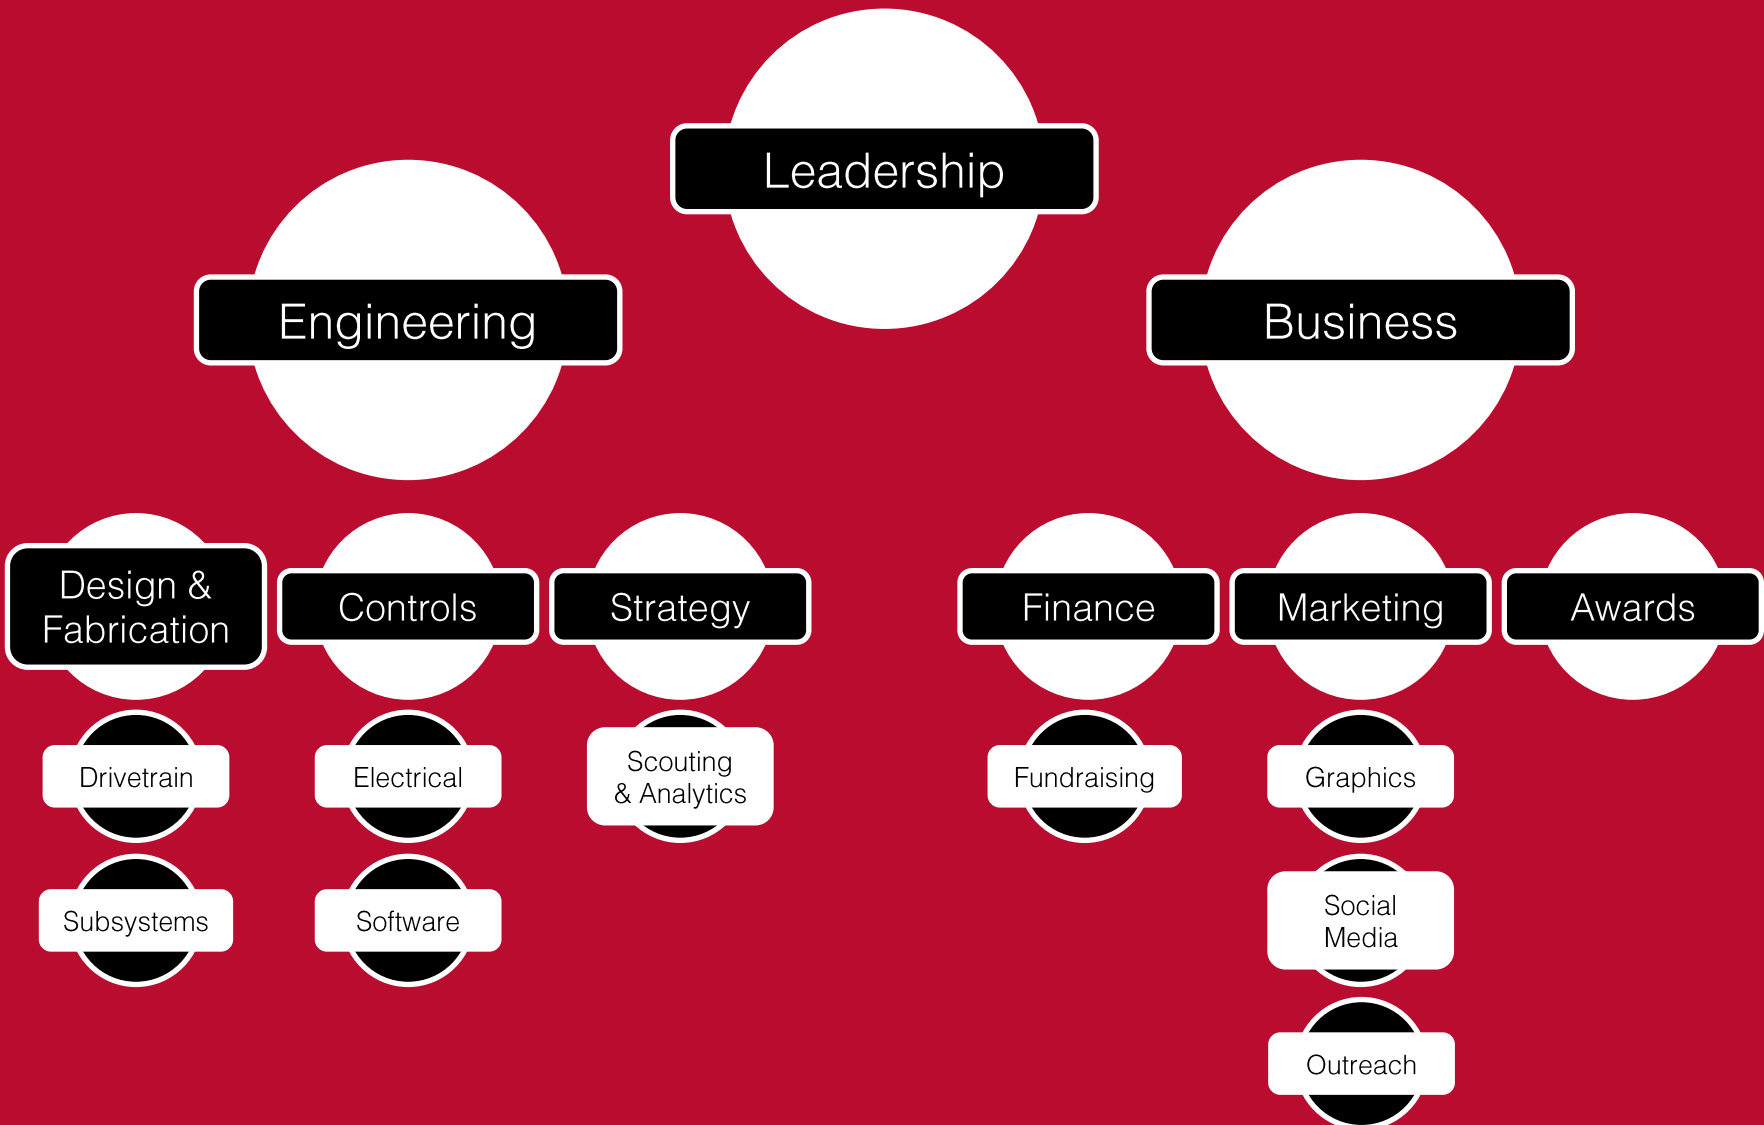 Leadership
Engineering
Business
Design &
Fabrication
Controls
Strategy
Finance
Marketing
Awards
Drivetrain
Electrical
Scouting
& Analytics
Fundraising
Graphics
Subsystems
Software
Social
Media
Outreach